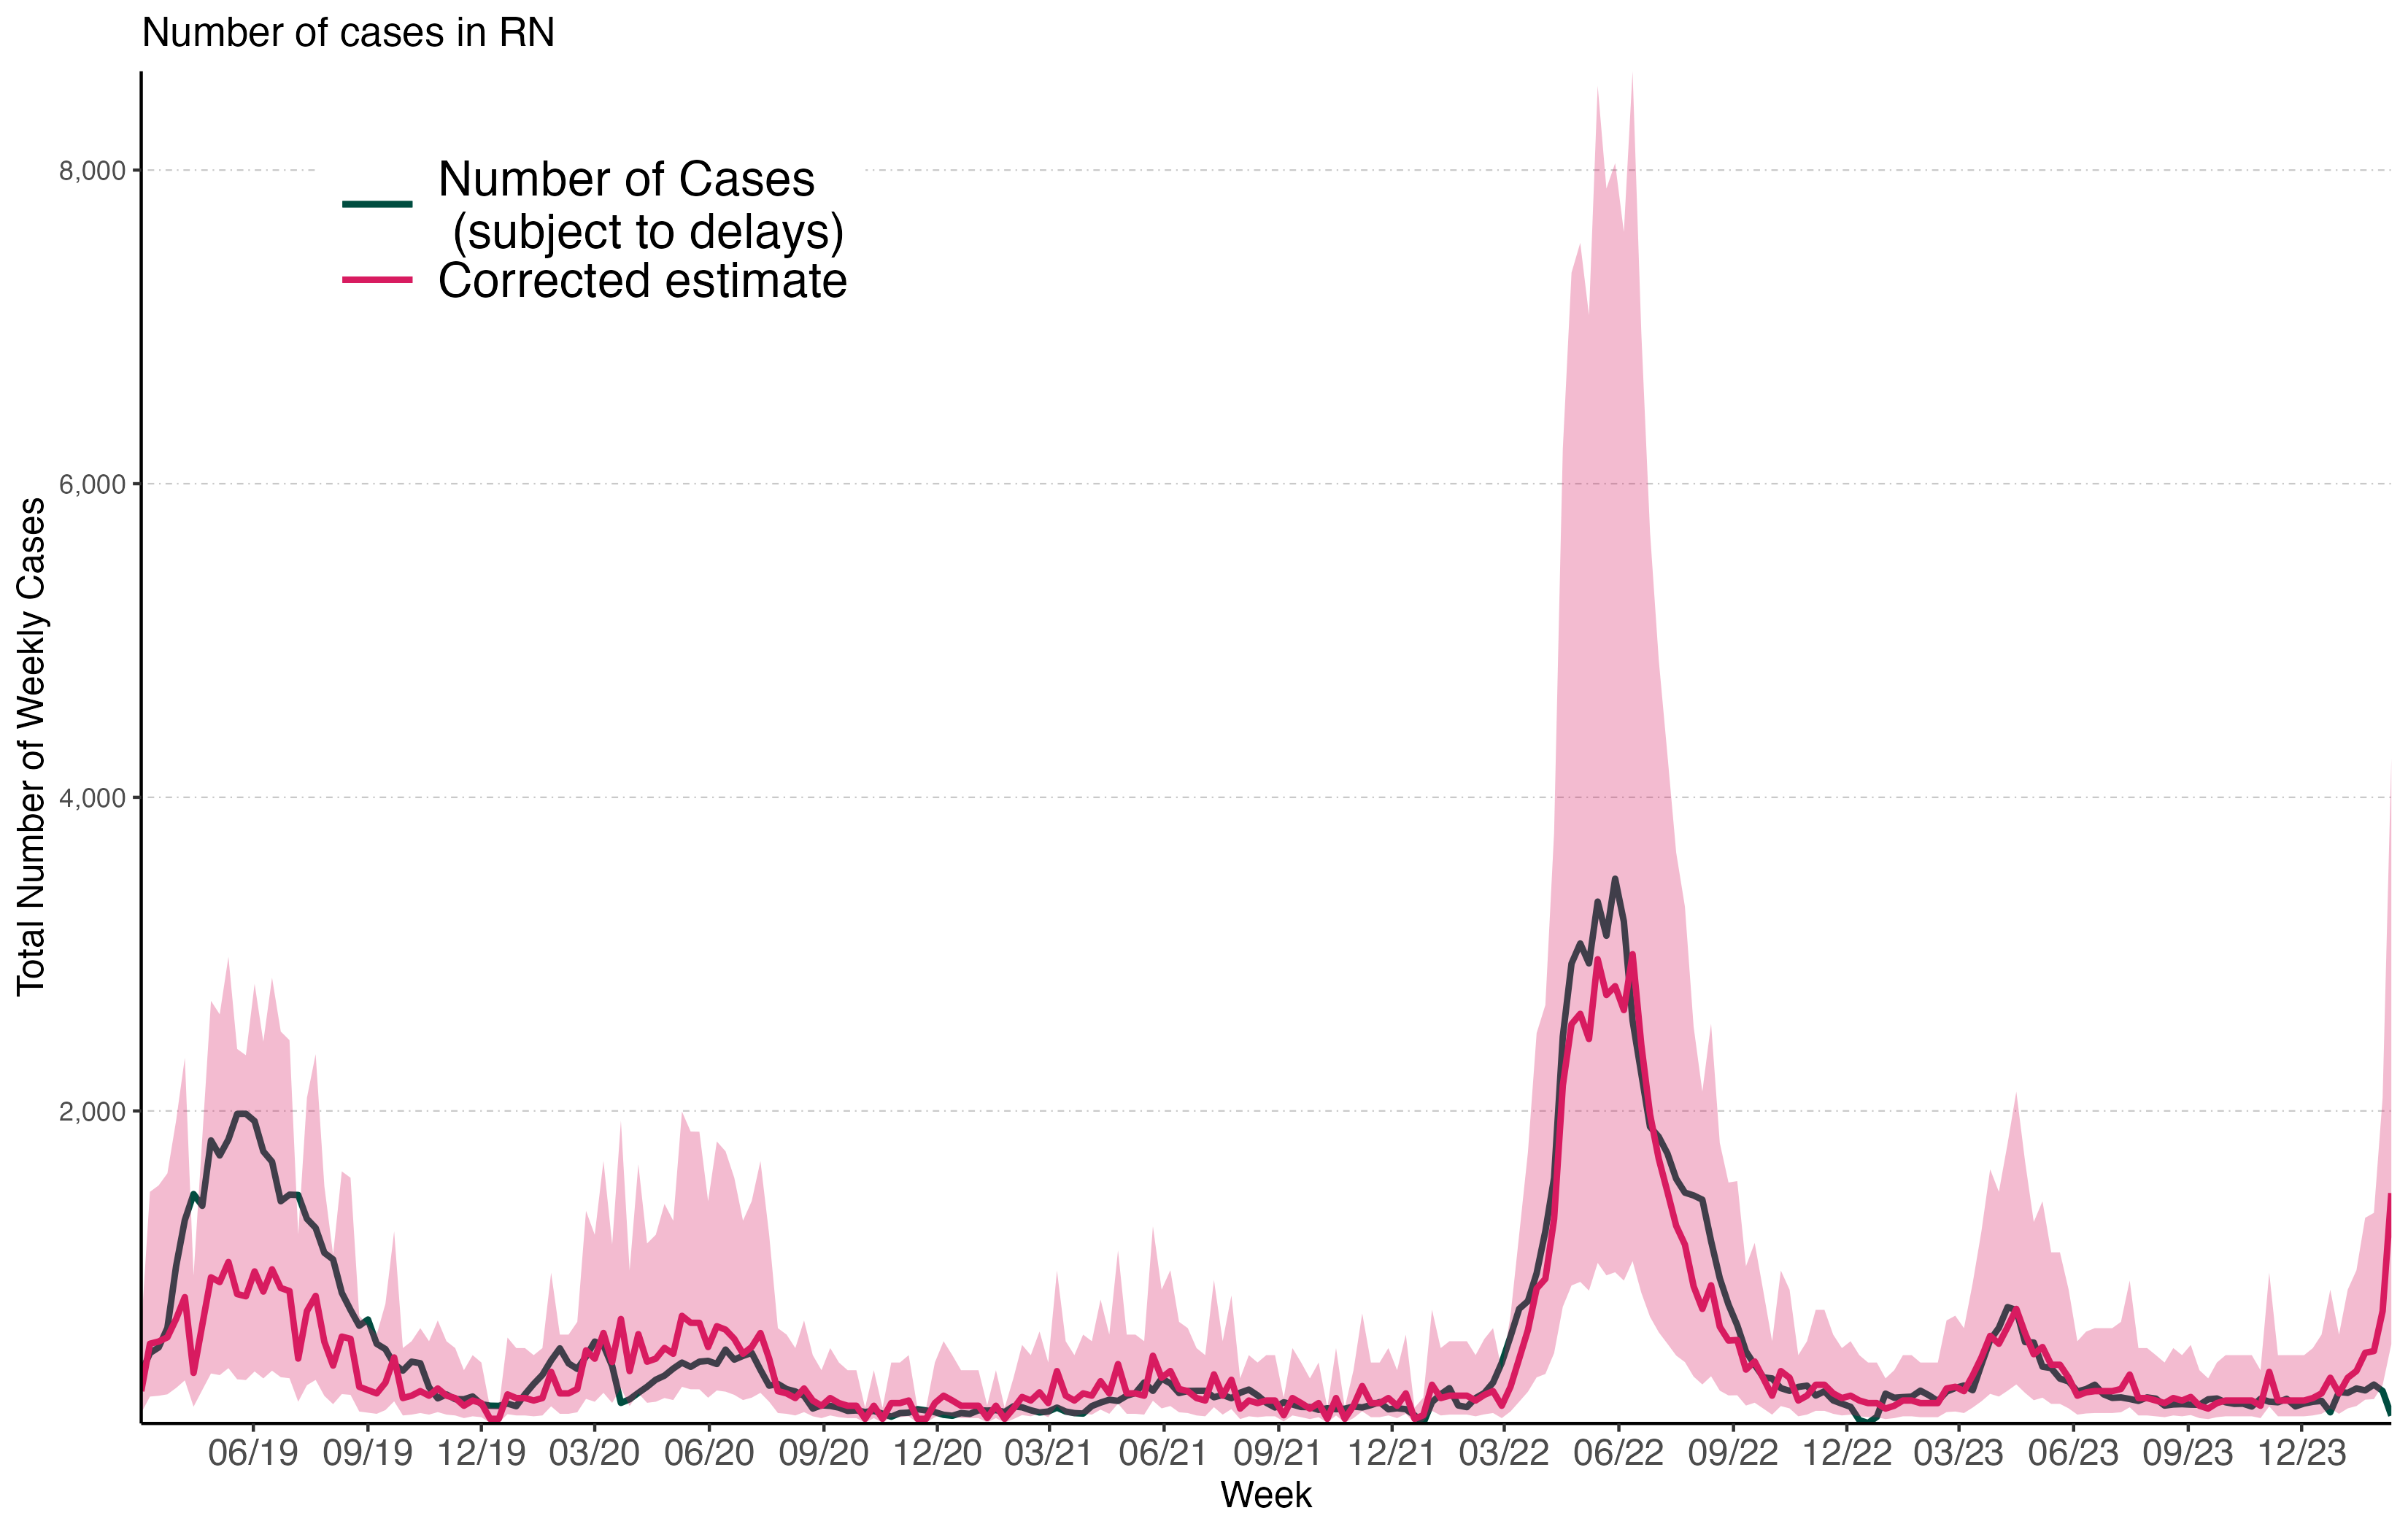 Number of cases in RN
8,000
6,000
4,000
2,000
Total Number of Weekly Cases
Number of Cases
(subject to delays)
Corrected estimate
06/19 09/19 12/19 03/20 06/20 09/20 12/20 03/21 06/21 09/21 12/21 03/22 06/22 09/22 12/22 03/23 06/23 09/23 12/23
Week